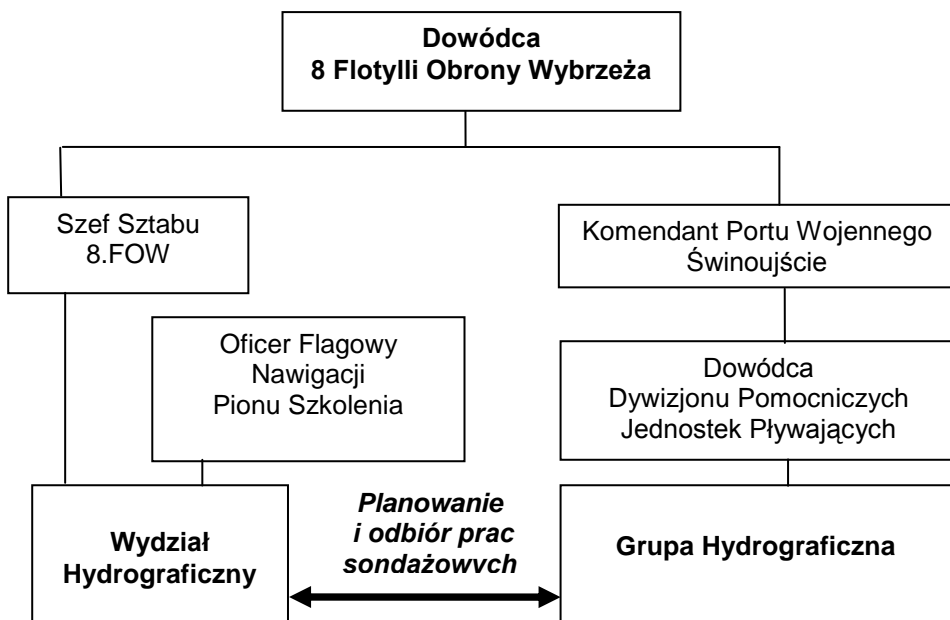 Dowódca
8 Flotylli Obrony Wybrzeża
Szef Sztabu
8.FOW
Komendant Portu Wojennego
Świnoujście
Oficer Flagowy
Nawigacji
Pionu Szkolenia
Dowódca
Dywizjonu Pomocniczych
Jednostek Pływających
Wydział
Hydrograficzny
Planowanie
i odbiór prac
sondażowych
Grupa Hydrograficzna